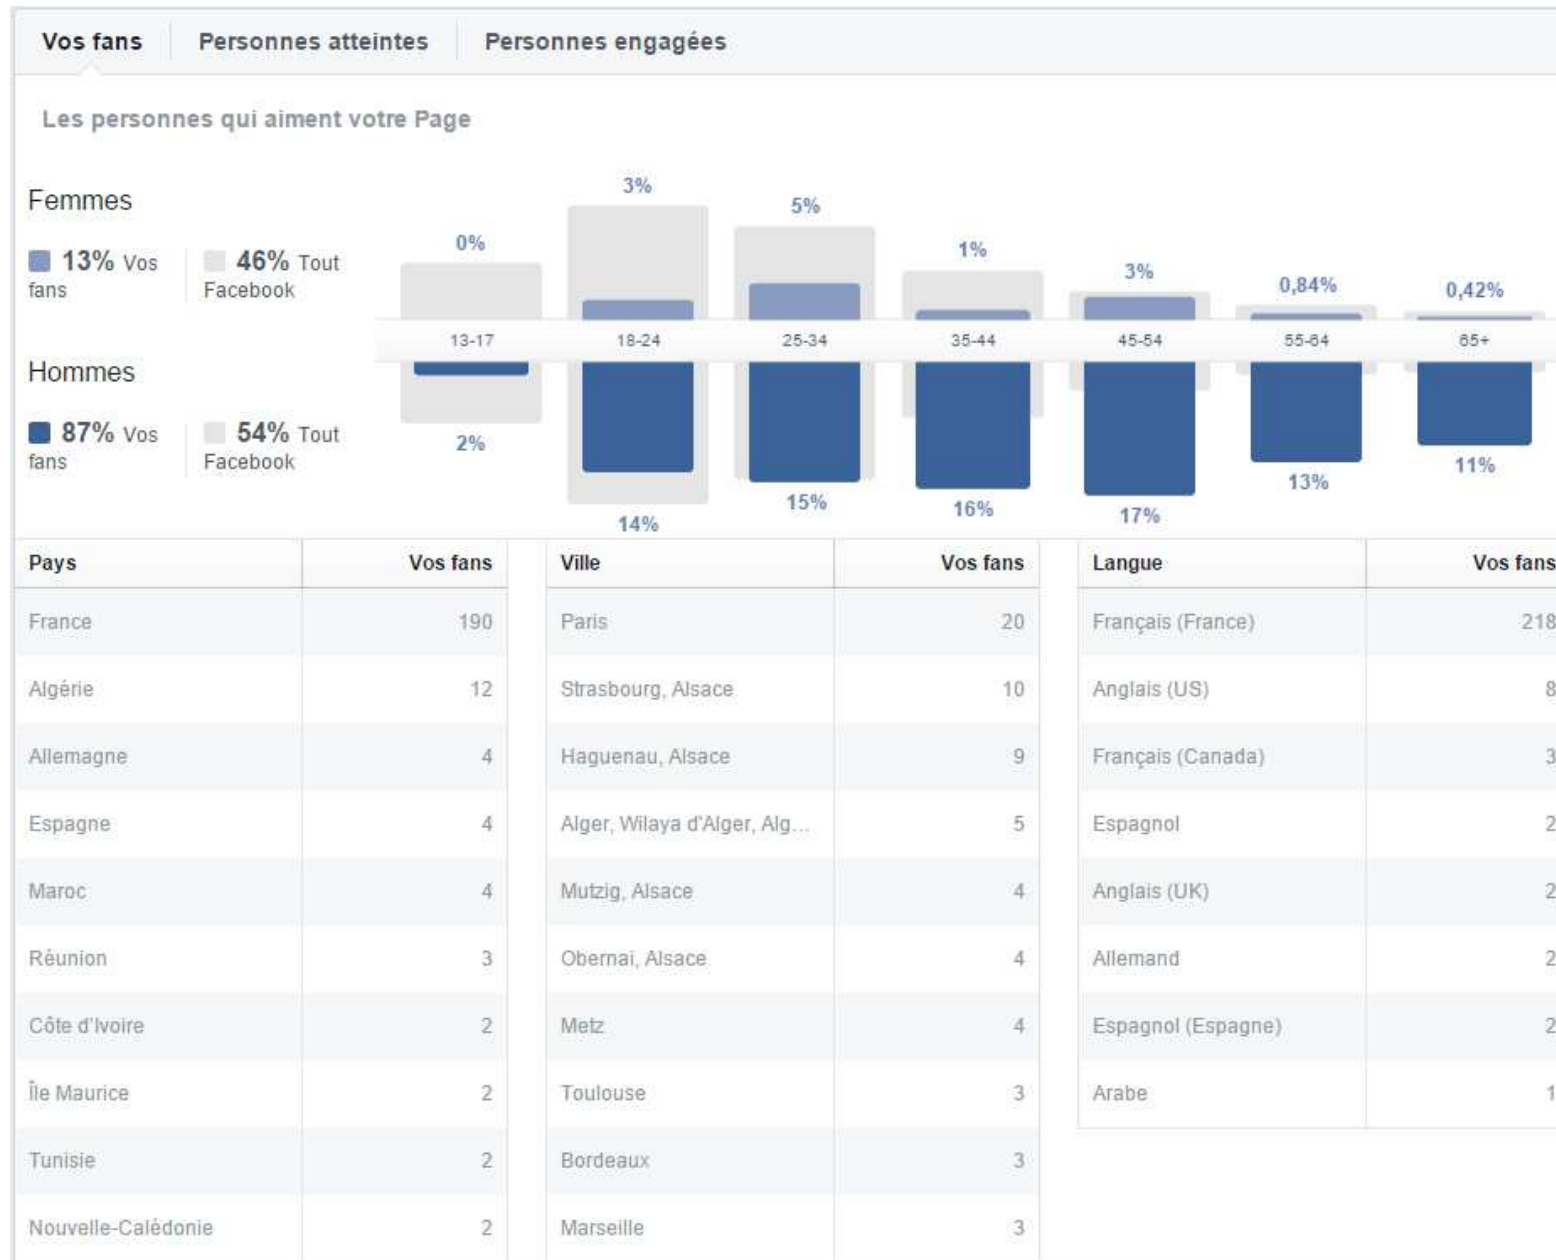 Vos fans Personnes atteintes Personnes engagées
Les personnes qui aiment votre Page
Femmes
13% Vos fans
46% Tout Facebook
0% 3% 5% 1% 3% 0,84% 0,42%
13-17 18-24 25-34 35-44 45-54 55-64 65+
Hommes
87% Vos fans
54% Tout Facebook
2% 14% 15% 16% 17% 13% 11%
Pays Vos fans
France 190
Algérie 12
Allemagne 4
Espagne 4
Maroc 4
Réunion 3
Côte d'Ivoire 2
Île Maurice 2
Tunisie 2
Nouvelle-Calédonie 2
Ville Vos fans
Paris 20
Strasbourg, Alsace 10
Haguenau, Alsace 9
Alger, Wilaya d'Alger, Alg... 5
Mutzig, Alsace 4
Obernai, Alsace 4
Metz 4
Toulouse 3
Bordeaux 3
Marseille 3
Langue Vos fans
Français (France) 218
Anglais (US) 8
Français (Canada) 3
Espagnol 2
Anglais (UK) 2
Allemand 2
Espagnol (Espagne) 2
Arabe 1